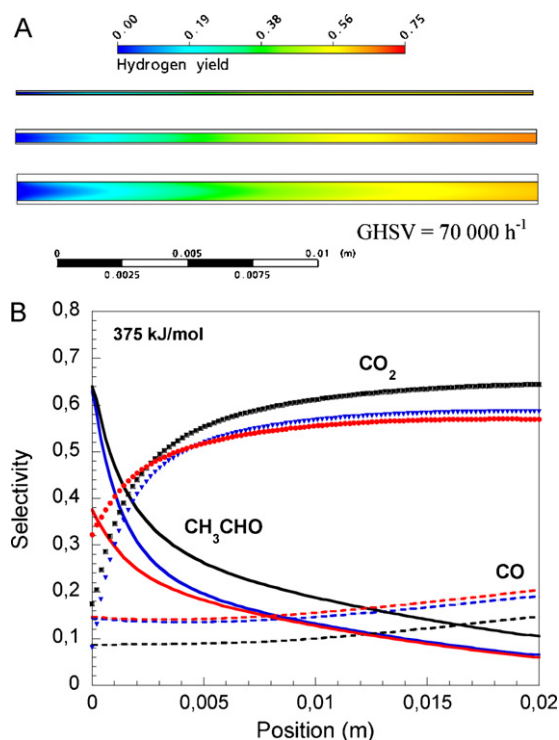 A
0.00 0.19 0.38 0.56 0.75
Hydrogen yield
GHSV = 70 000 h⁻¹
0 0.005 0.01 (m)
0.0025 0.0075
B
0,8
0,7
0,6
0,5
0,4
0,3
0,2
0,1
0
Selectivity
375 kJ/mol
CO₂
CH₃CHO
CO
0 0,005 0,01 0,015 0,02
Position (m)